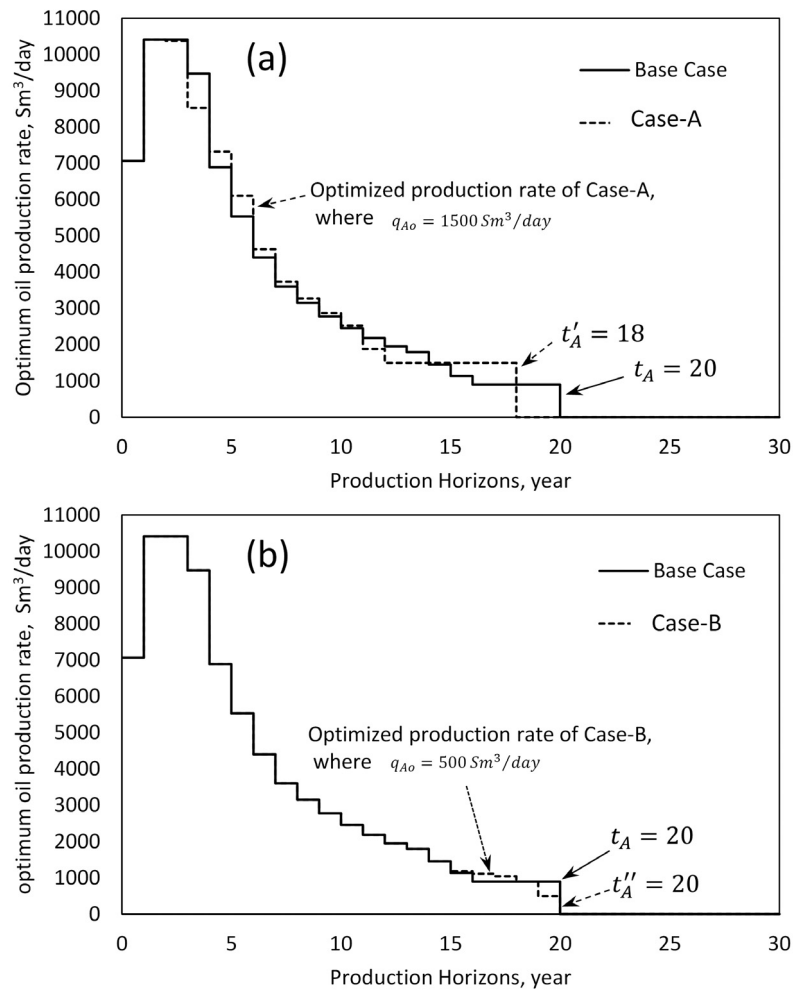 11000
10000
9000
8000
7000
6000
5000
4000
3000
2000
1000
0
Optimum oil production rate, Sm³/day
(a)
Base Case
Case-A
Optimized production rate of Case-A,
where q_Ao = 1500 Sm³/day
t′_A = 18
t_A = 20
0 5 10 15 20 25 30
Production Horizons, year
11000
10000
9000
8000
7000
6000
5000
4000
3000
2000
1000
0
optimum oil production rate, Sm³/day
(b)
Base Case
Case-B
Optimized production rate of Case-B,
where q_Ao = 500 Sm³/day
t_A = 20
t″_A = 20
0 5 10 15 20 25 30
Production Horizons, year